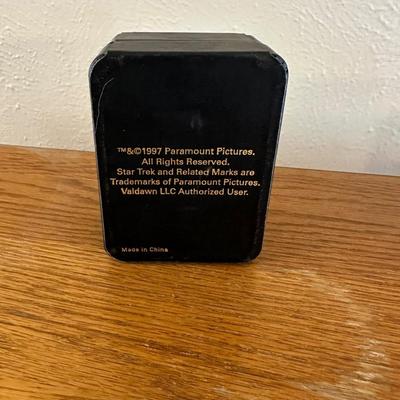 ™&©1997 Paramount Pictures.
All Rights Reserved.
Star Trek and Related Marks are
Trademarks of Paramount Pictures.
Valdawn LLC Authorized User.
Made in China